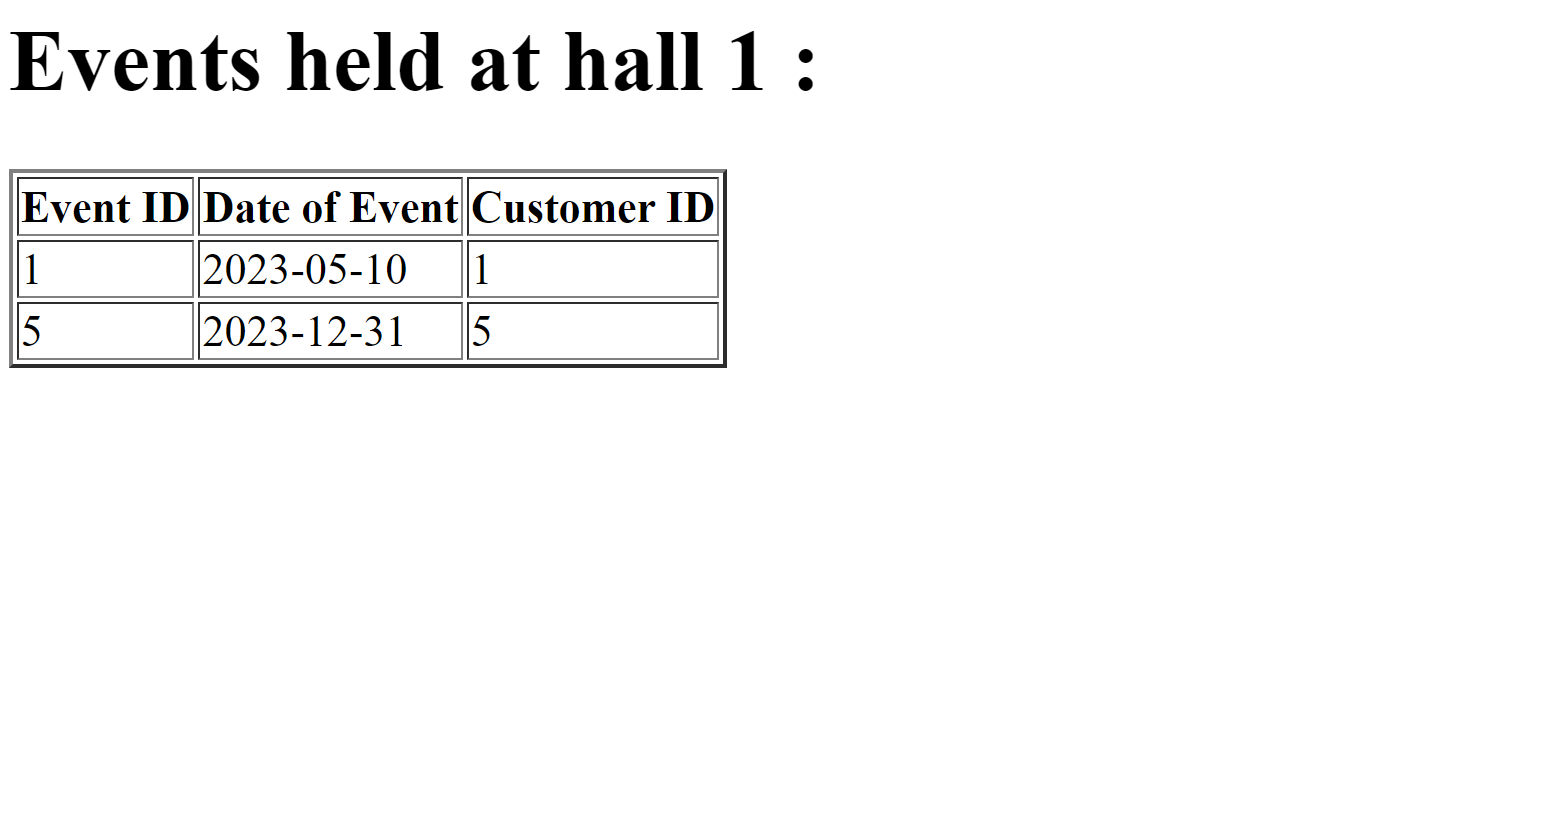 Events held at hall 1 :
Event ID Date of Event Customer ID
1 2023-05-10 1
5 2023-12-31 5